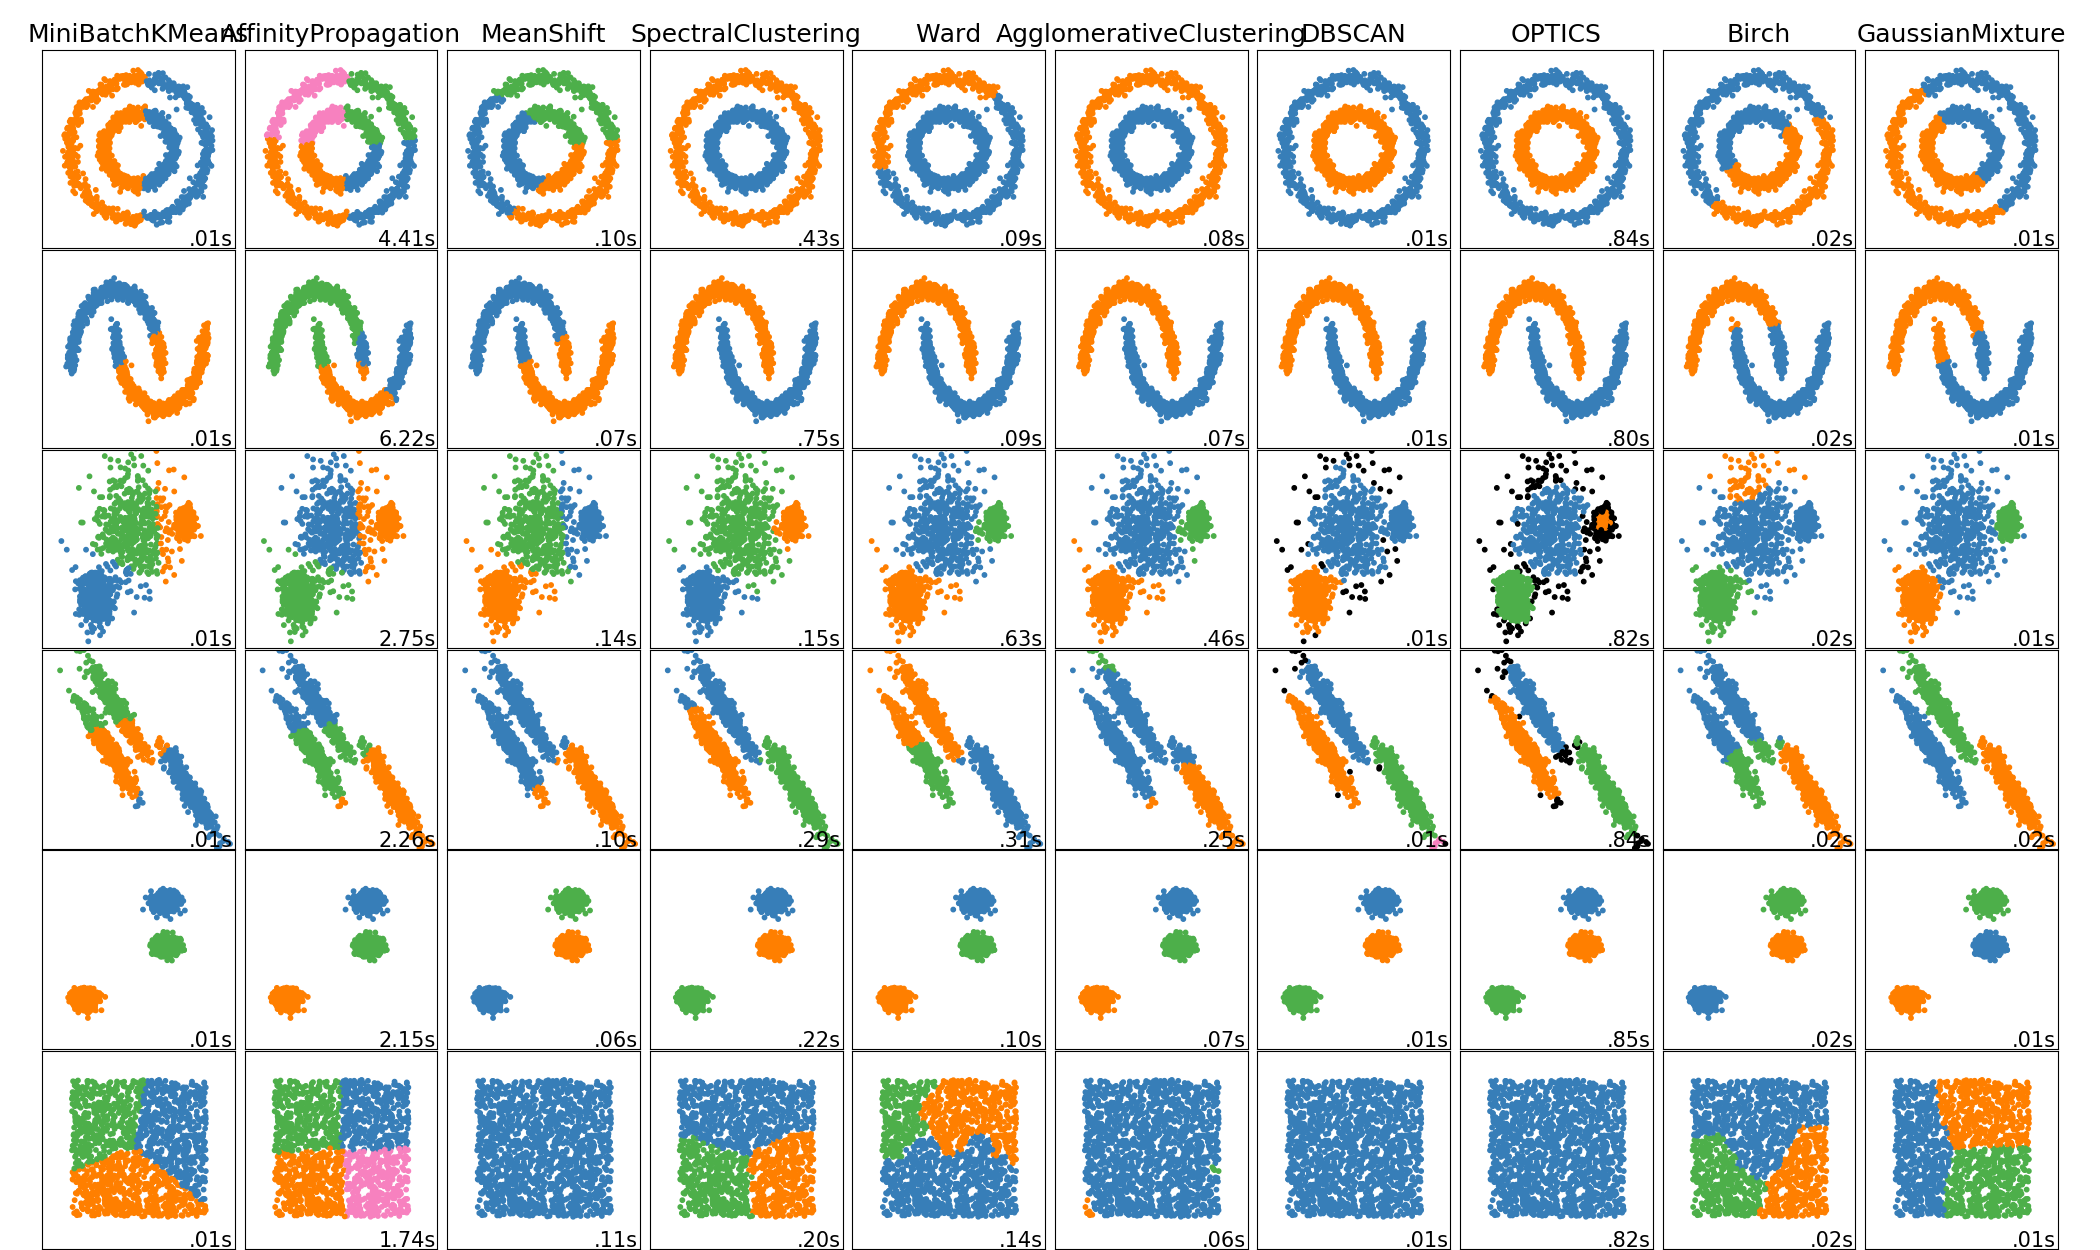 MiniBatchKMeans AffinityPropagation MeanShift SpectralClustering Ward AgglomerativeClustering DBSCAN OPTICS Birch GaussianMixture
.01s 4.41s .10s .43s .09s .08s .01s .84s .02s .01s
.01s 6.22s .07s .75s .09s .07s .01s .80s .02s .01s
.01s 2.75s .14s .15s .63s .46s .01s .82s .02s .01s
.01s 2.26s .10s .29s .31s .25s .01s .84s .02s .02s
.01s 2.15s .06s .22s .10s .07s .01s .85s .02s .01s
.01s 1.74s .11s .20s .14s .06s .01s .82s .02s .01s